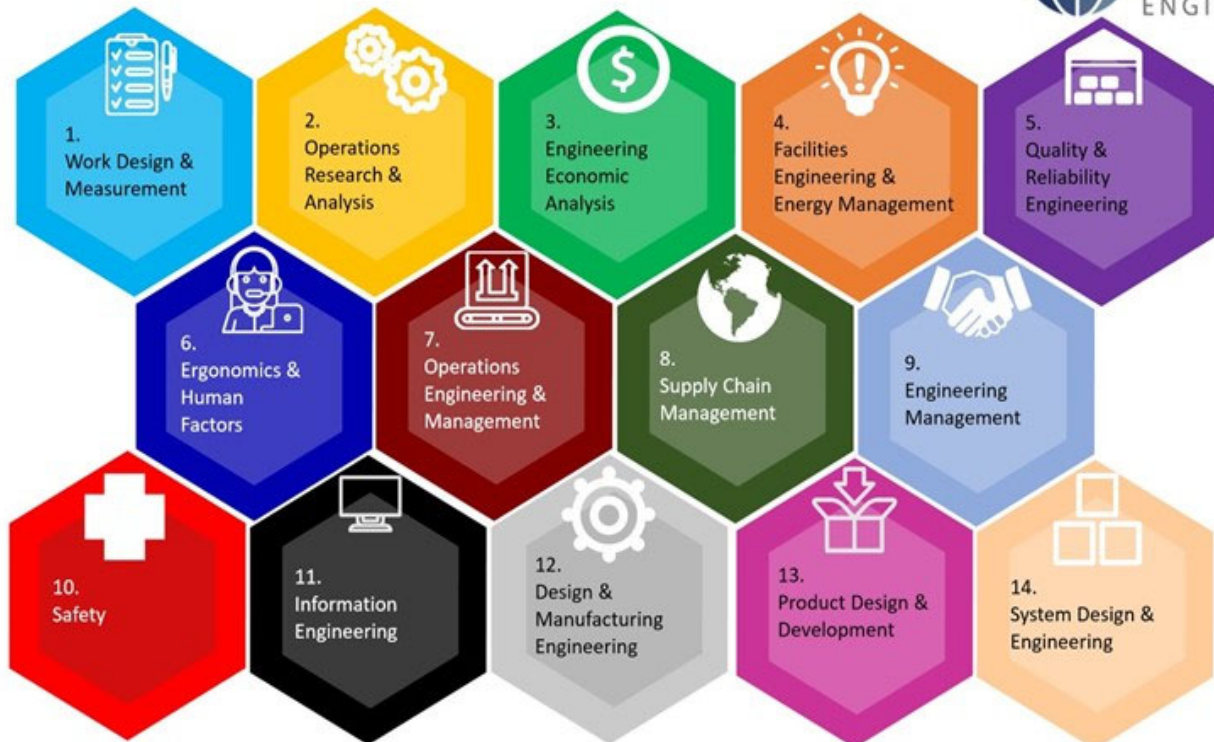 ENGI
1.
Work Design &
Measurement
2.
Operations
Research &
Analysis
3.
Engineering
Economic
Analysis
4.
Facilities
Engineering &
Energy Management
5.
Quality &
Reliability
Engineering
6.
Ergonomics &
Human
Factors
7.
Operations
Engineering &
Management
8.
Supply Chain
Management
9.
Engineering
Management
10.
Safety
11.
Information
Engineering
12.
Design &
Manufacturing
Engineering
13.
Product Design &
Development
14.
System Design &
Engineering